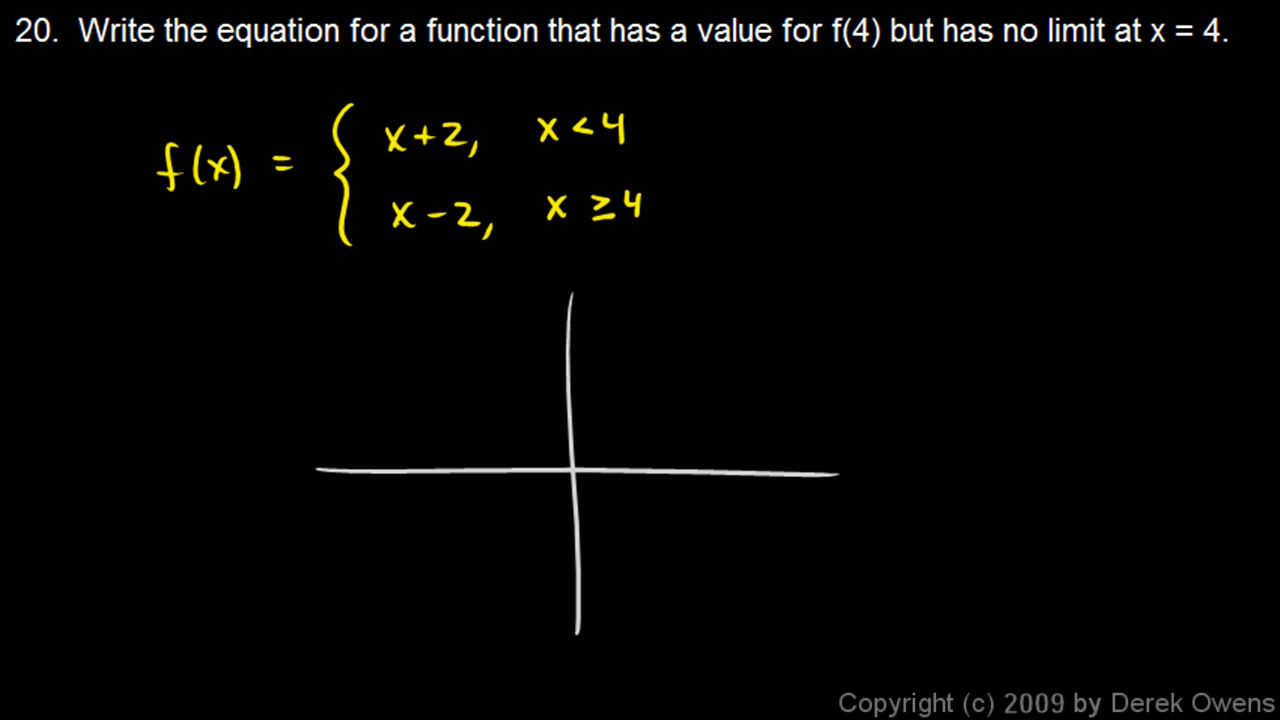 20. Write the equation for a function that has a value for f(4) but has no limit at x = 4.
f(x) = { x+2, x<4
x-2, x ≥4
Copyright (c) 2009 by Derek Owens